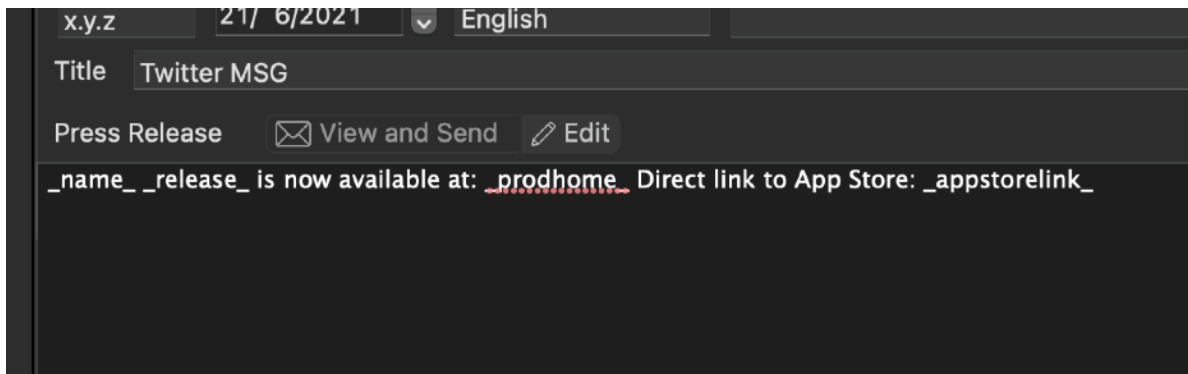 x.y.z 21/ 6/2021 English
Title Twitter MSG
Press Release View and Send Edit
_name_ _release_ is now available at: _prodhome_ Direct link to App Store: _appstorelink_